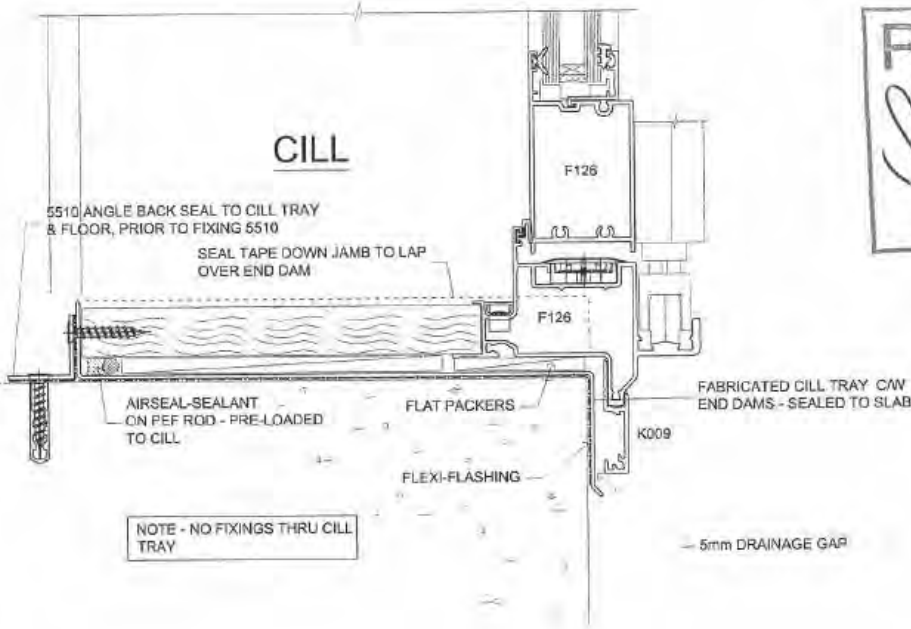 CILL
F126
5510 ANGLE BACK SEAL TO CILL TRAY
& FLOOR, PRIOR TO FIXING 5510
SEAL TAPE DOWN JAMB TO LAP
OVER END DAM
F126
AIRSEAL-SEALANT
ON PEF ROD - PRE-LOADED
TO CILL
FLAT PACKERS
FABRICATED CILL TRAY C/W
END DAMS - SEALED TO SLAB
K009
FLEXI-FLASHING
NOTE - NO FIXINGS THRU CILL
TRAY
5mm DRAINAGE GAP